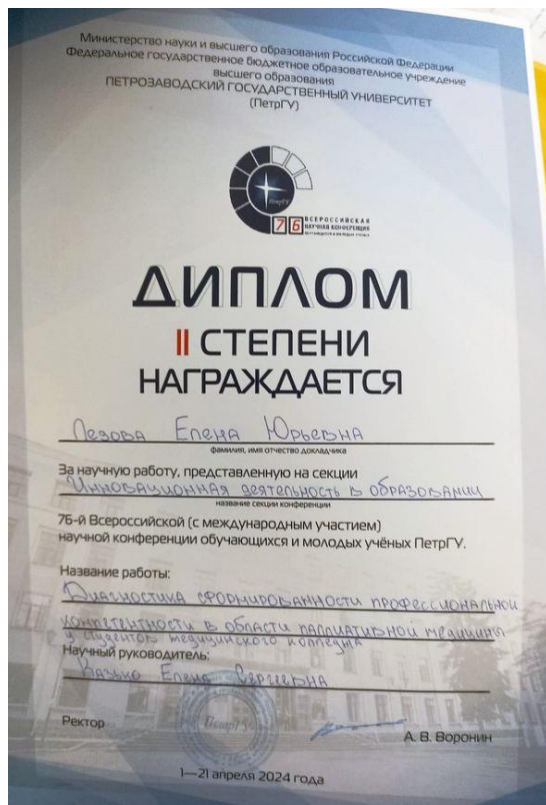 Министерство науки и высшего образования Российской Федерации
Федеральное государственное бюджетное образовательное учреждение
высшего образования
ПЕТРОЗАВОДСКИЙ ГОСУДАРСТВЕННЫЙ УНИВЕРСИТЕТ
(ПетрГУ)
ПетрГУ
76 ВСЕРОССИЙСКАЯ
НАУЧНАЯ КОНФЕРЕНЦИЯ
ДИПЛОМ
II СТЕПЕНИ
НАГРАЖДАЕТСЯ
Лезова Елена Юрьевна
фамилия, имя отчество докладчика
За научную работу, представленную на секции
Инновационная деятельность в образовании
название секции конференции
76-й Всероссийской (с международным участием)
научной конференции обучающихся и молодых учёных ПетрГУ.
Название работы:
Диагностика сформированности профессиональной
компетентности в области паллиативной медицины
у студентов медицинского колледжа
Научный руководитель:
Елена Сергеевна
ПетрГУ
Ректор
А. В. Воронин
1—21 апреля 2024 года